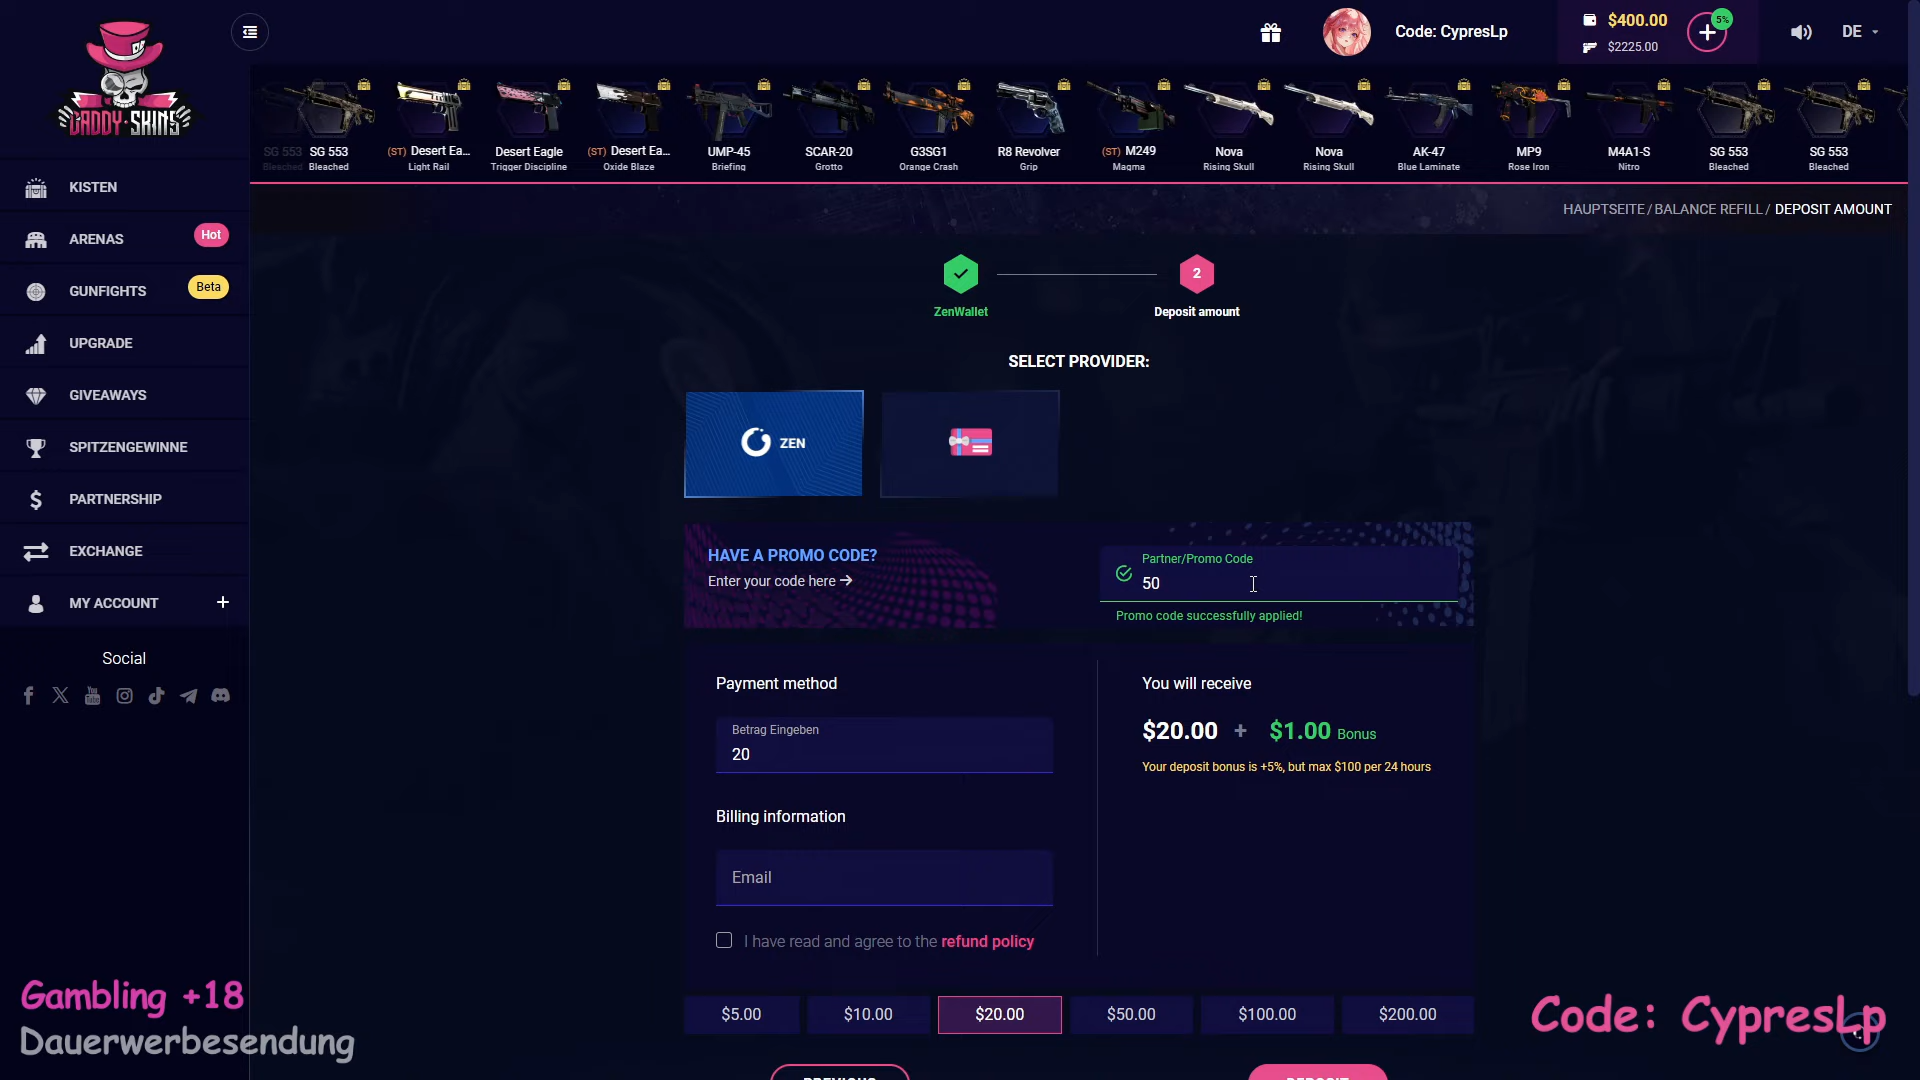 Code: CypresLp
$400.00
$2225.00
5%
DE
DADDY SKINS
SG 553
Bleached
SG 553
Bleached
(ST) Desert Ea...
Light Rail
Desert Eagle
Trigger Discipline
(ST) Desert Ea...
Oxide Blaze
UMP-45
Briefing
SCAR-20
Grotto
G3SG1
Orange Crash
R8 Revolver
Grip
(ST) M249
Magma
Nova
Rising Skull
Nova
Rising Skull
AK-47
Blue Laminate
MP9
Rose Iron
M4A1-S
Nitro
SG 553
Bleached
SG 553
Bleached
KISTEN
ARENAS
Hot
GUNFIGHTS
Beta
UPGRADE
GIVEAWAYS
SPITZENGEWINNE
PARTNERSHIP
EXCHANGE
MY ACCOUNT
Social
HAUPTSEITE / BALANCE REFILL / DEPOSIT AMOUNT
2
ZenWallet
Deposit amount
SELECT PROVIDER:
ZEN
HAVE A PROMO CODE?
Enter your code here →
Partner/Promo Code
50
Promo code successfully applied!
Payment method
Betrag Eingeben
20
Billing information
Email
I have read and agree to the refund policy
You will receive
$20.00 + $1.00 Bonus
Your deposit bonus is +5%, but max $100 per 24 hours
$5.00
$10.00
$20.00
$50.00
$100.00
$200.00
PREVIOUS
DEPOSIT
Gambling +18
Dauerwerbesendung
Code: CypresLp